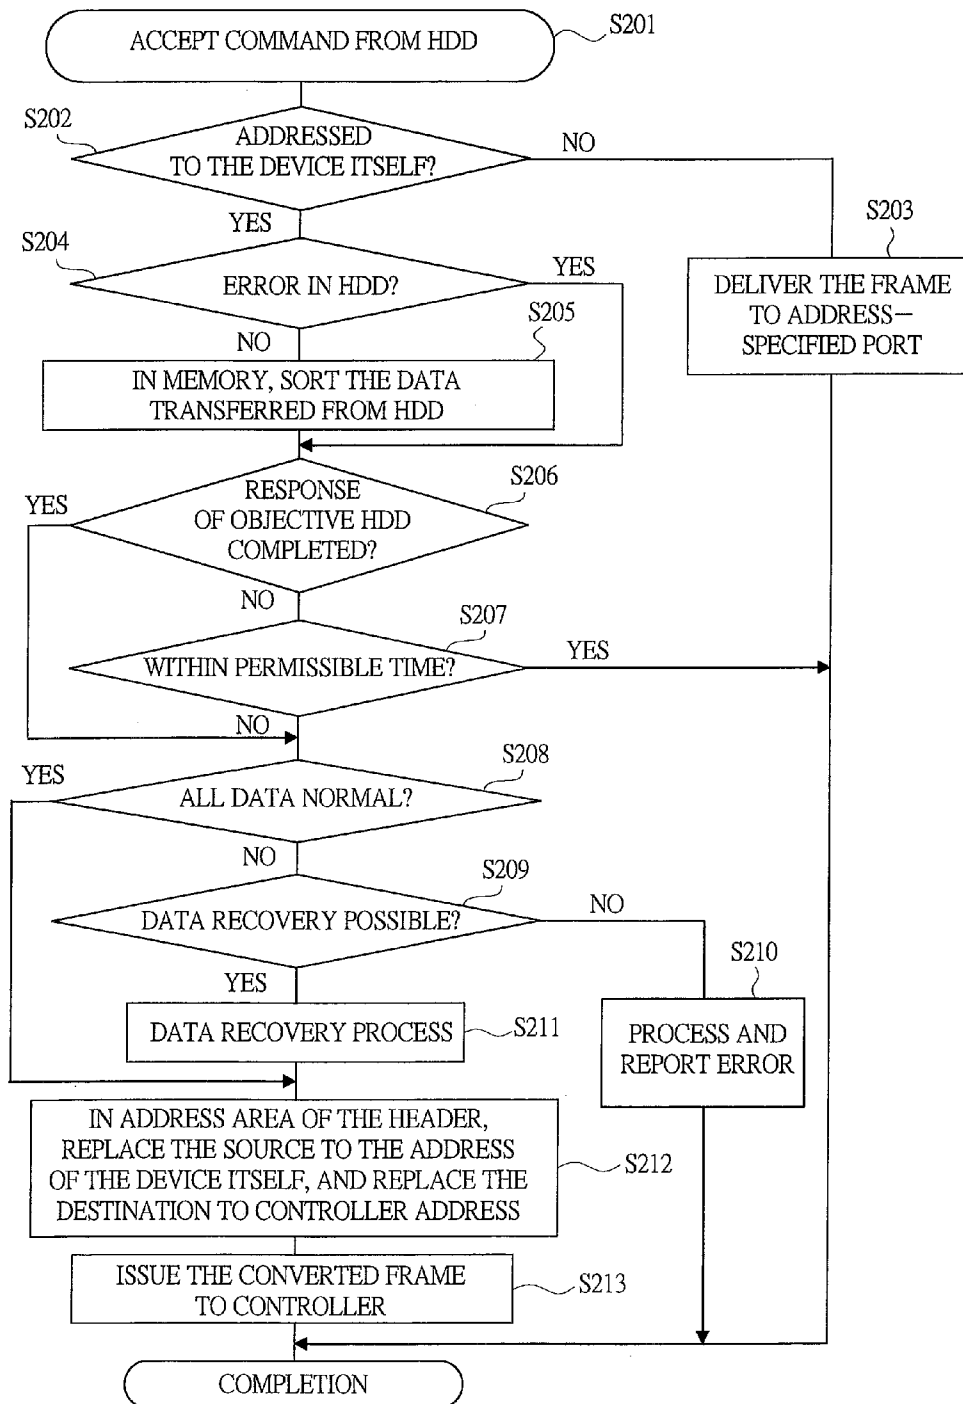 ACCEPT COMMAND FROM HDD
S201
S202
ADDRESSED
TO THE DEVICE ITSELF?
NO
YES
S203
DELIVER THE FRAME
TO ADDRESS-
SPECIFIED PORT
S204
ERROR IN HDD?
YES
NO
S205
IN MEMORY, SORT THE DATA
TRANSFERRED FROM HDD
S206
RESPONSE
OF OBJECTIVE HDD
COMPLETED?
YES
NO
S207
WITHIN PERMISSIBLE TIME?
YES
NO
S208
ALL DATA NORMAL?
YES
NO
S209
DATA RECOVERY POSSIBLE?
NO
YES
S210
PROCESS AND
REPORT ERROR
DATA RECOVERY PROCESS
S211
IN ADDRESS AREA OF THE HEADER,
REPLACE THE SOURCE TO THE ADDRESS
OF THE DEVICE ITSELF, AND REPLACE THE
DESTINATION TO CONTROLLER ADDRESS
S212
ISSUE THE CONVERTED FRAME
TO CONTROLLER
S213
COMPLETION